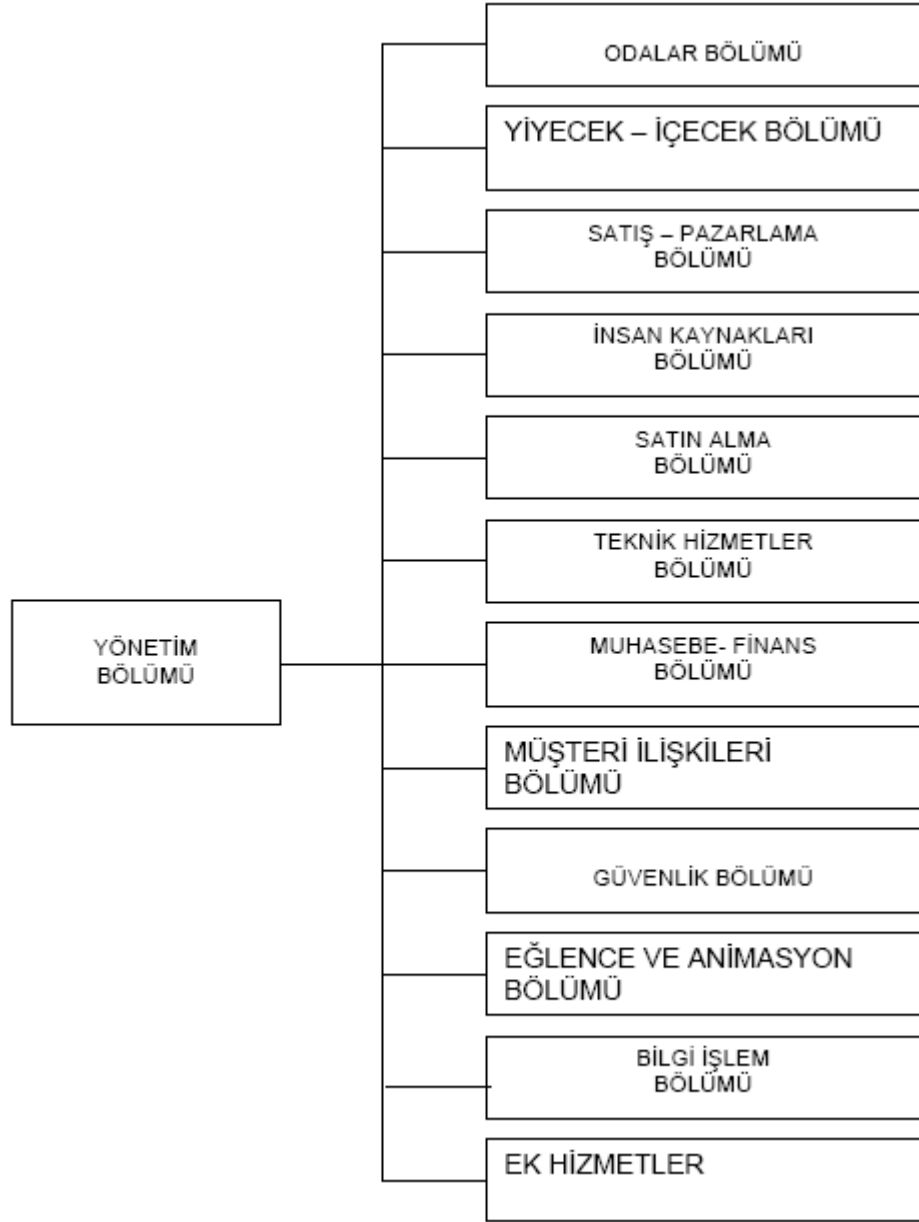 ODALAR BÖLÜMÜ
YİYECEK – İÇECEK BÖLÜMÜ
SATIŞ – PAZARLAMA
BÖLÜMÜ
İNSAN KAYNAKLARI
BÖLÜMÜ
SATIN ALMA
BÖLÜMÜ
TEKNİK HİZMETLER
BÖLÜMÜ
YÖNETİM
BÖLÜMÜ
MUHASEBE- FİNANS
BÖLÜMÜ
MÜŞTERİ İLİŞKİLERİ
BÖLÜMÜ
GÜVENLİK BÖLÜMÜ
EĞLENCE VE ANİMASYON
BÖLÜMÜ
BİLGİ İŞLEM
BÖLÜMÜ
EK HİZMETLER